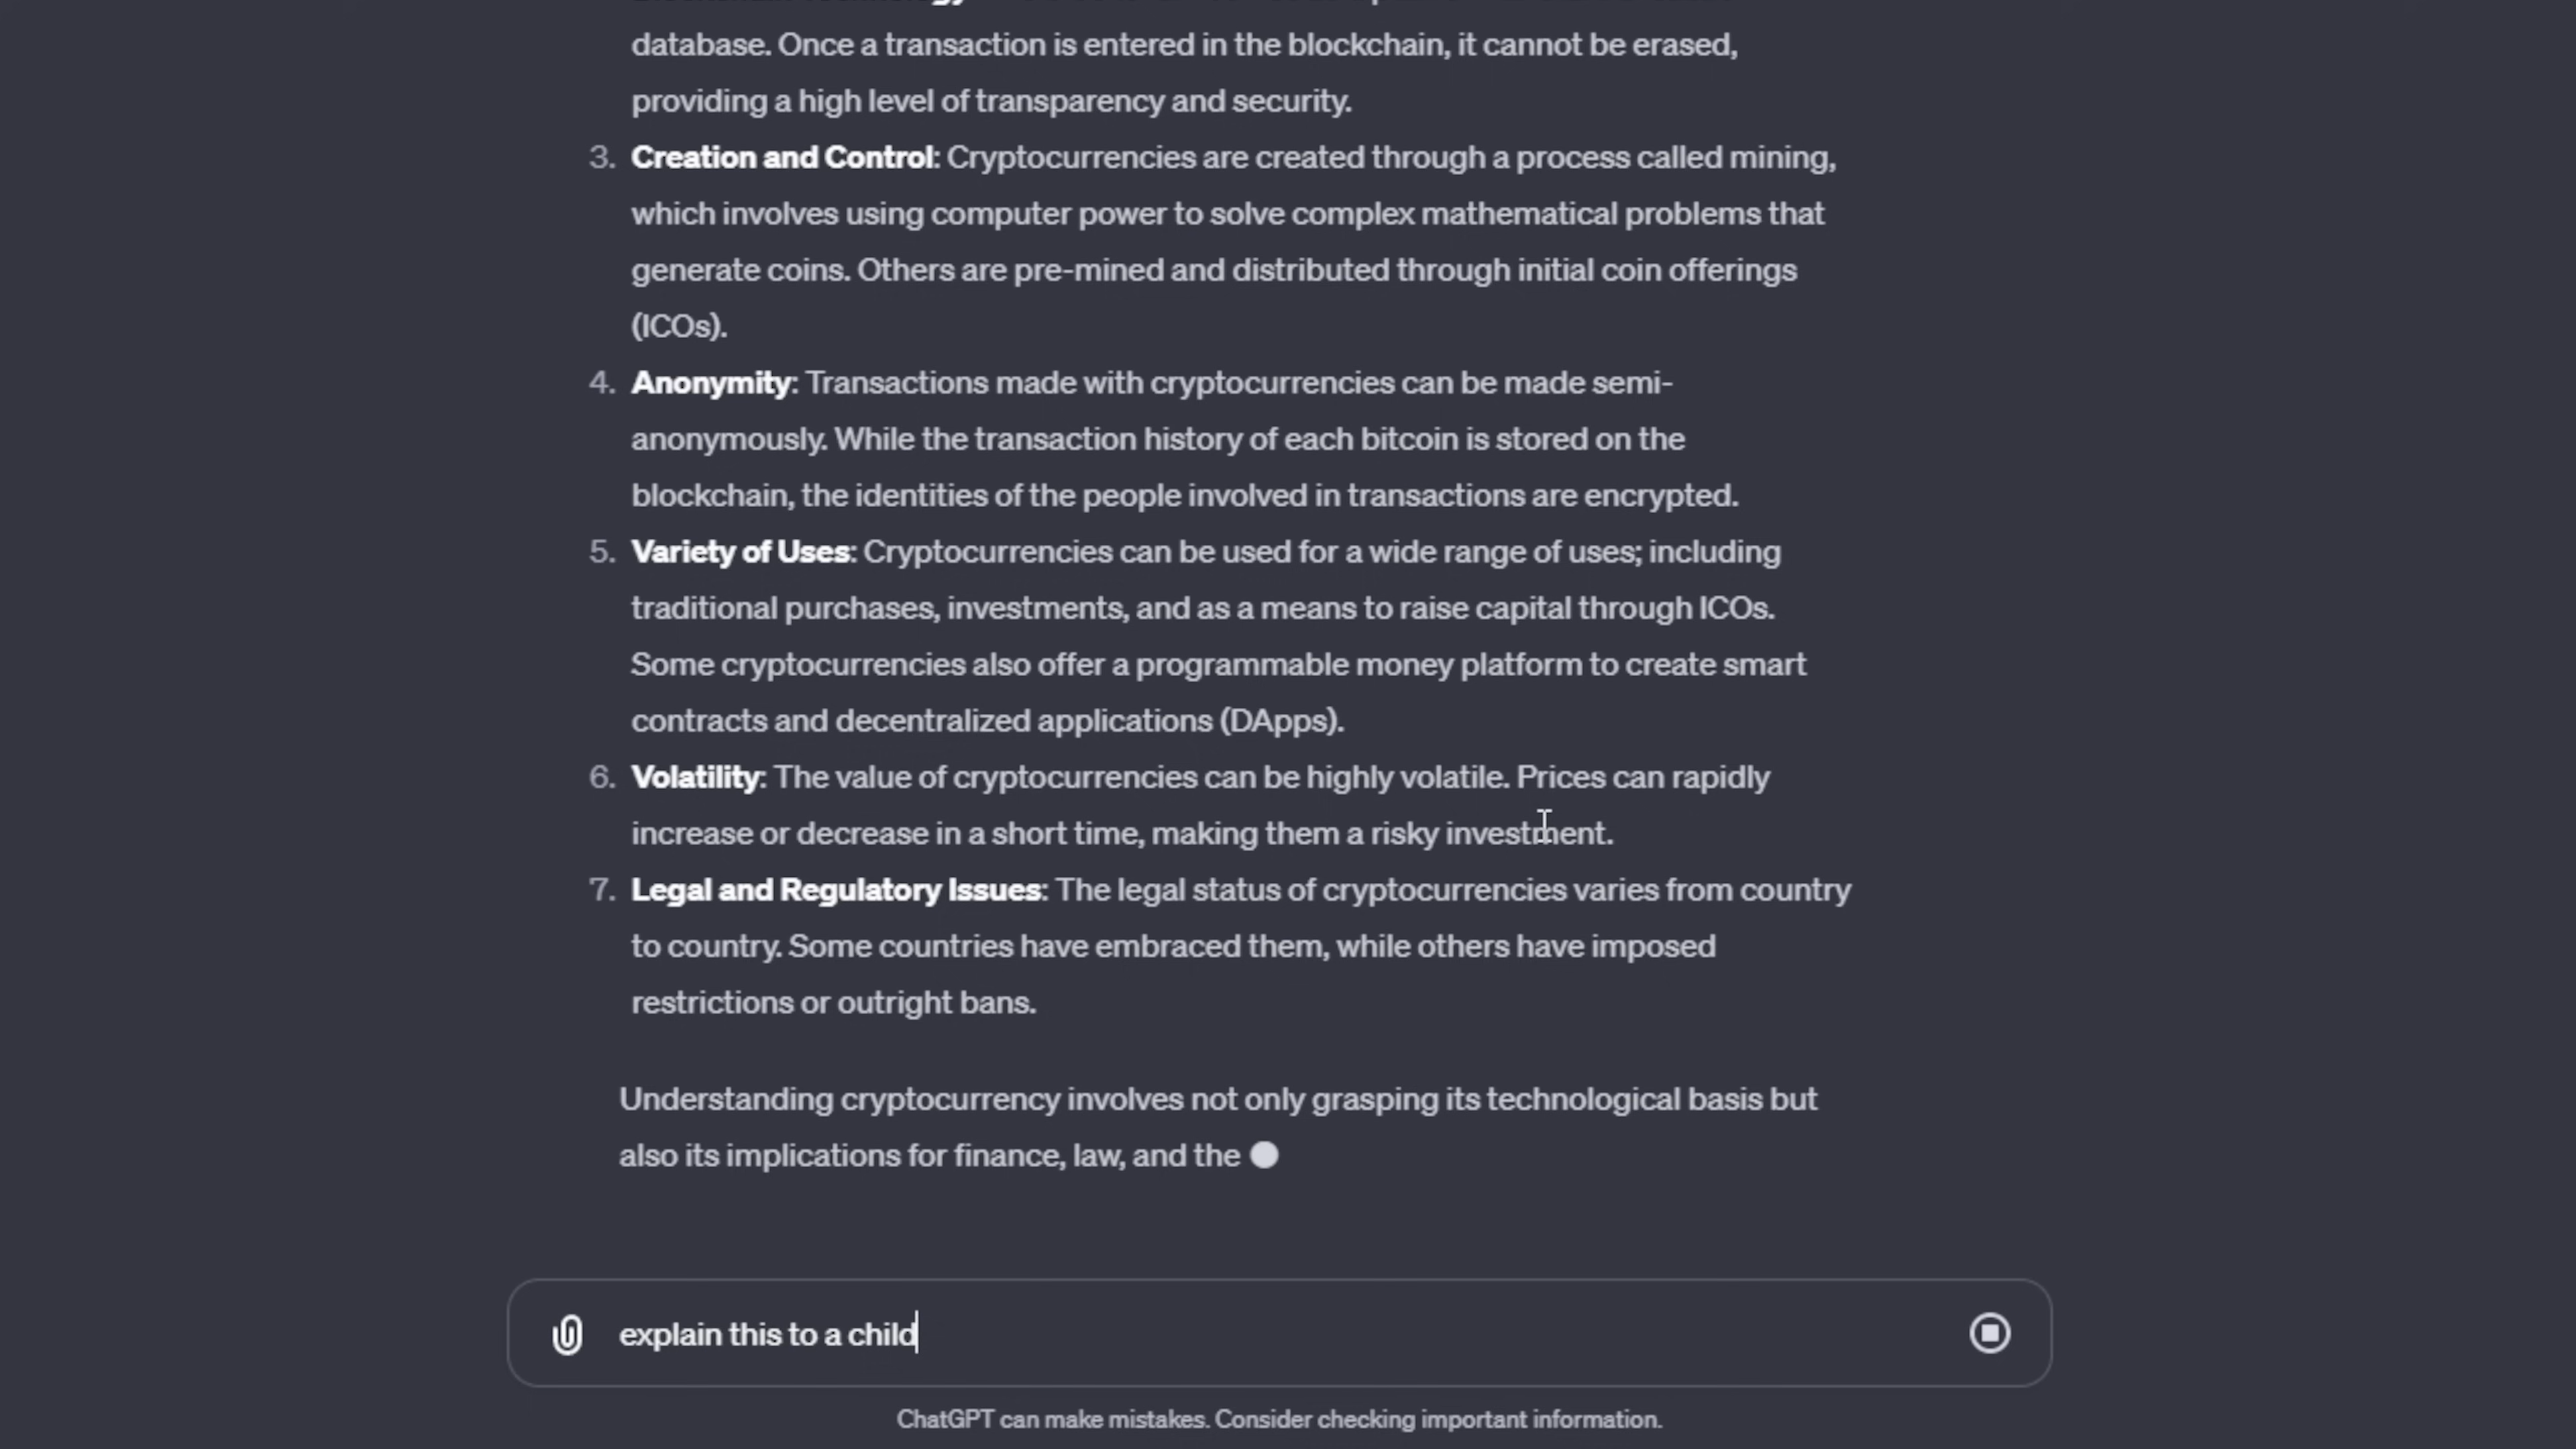 database. Once a transaction is entered in the blockchain, it cannot be erased,
providing a high level of transparency and security.
3. Creation and Control: Cryptocurrencies are created through a process called mining,
which involves using computer power to solve complex mathematical problems that
generate coins. Others are pre-mined and distributed through initial coin offerings
(ICOs).
4. Anonymity: Transactions made with cryptocurrencies can be made semi-
anonymously. While the transaction history of each bitcoin is stored on the
blockchain, the identities of the people involved in transactions are encrypted.
5. Variety of Uses: Cryptocurrencies can be used for a wide range of uses; including
traditional purchases, investments, and as a means to raise capital through ICOs.
Some cryptocurrencies also offer a programmable money platform to create smart
contracts and decentralized applications (DApps).
6. Volatility: The value of cryptocurrencies can be highly volatile. Prices can rapidly
increase or decrease in a short time, making them a risky investment.
7. Legal and Regulatory Issues: The legal status of cryptocurrencies varies from country
to country. Some countries have embraced them, while others have imposed
restrictions or outright bans.
Understanding cryptocurrency involves not only grasping its technological basis but
also its implications for finance, law, and the
explain this to a child
ChatGPT can make mistakes. Consider checking important information.